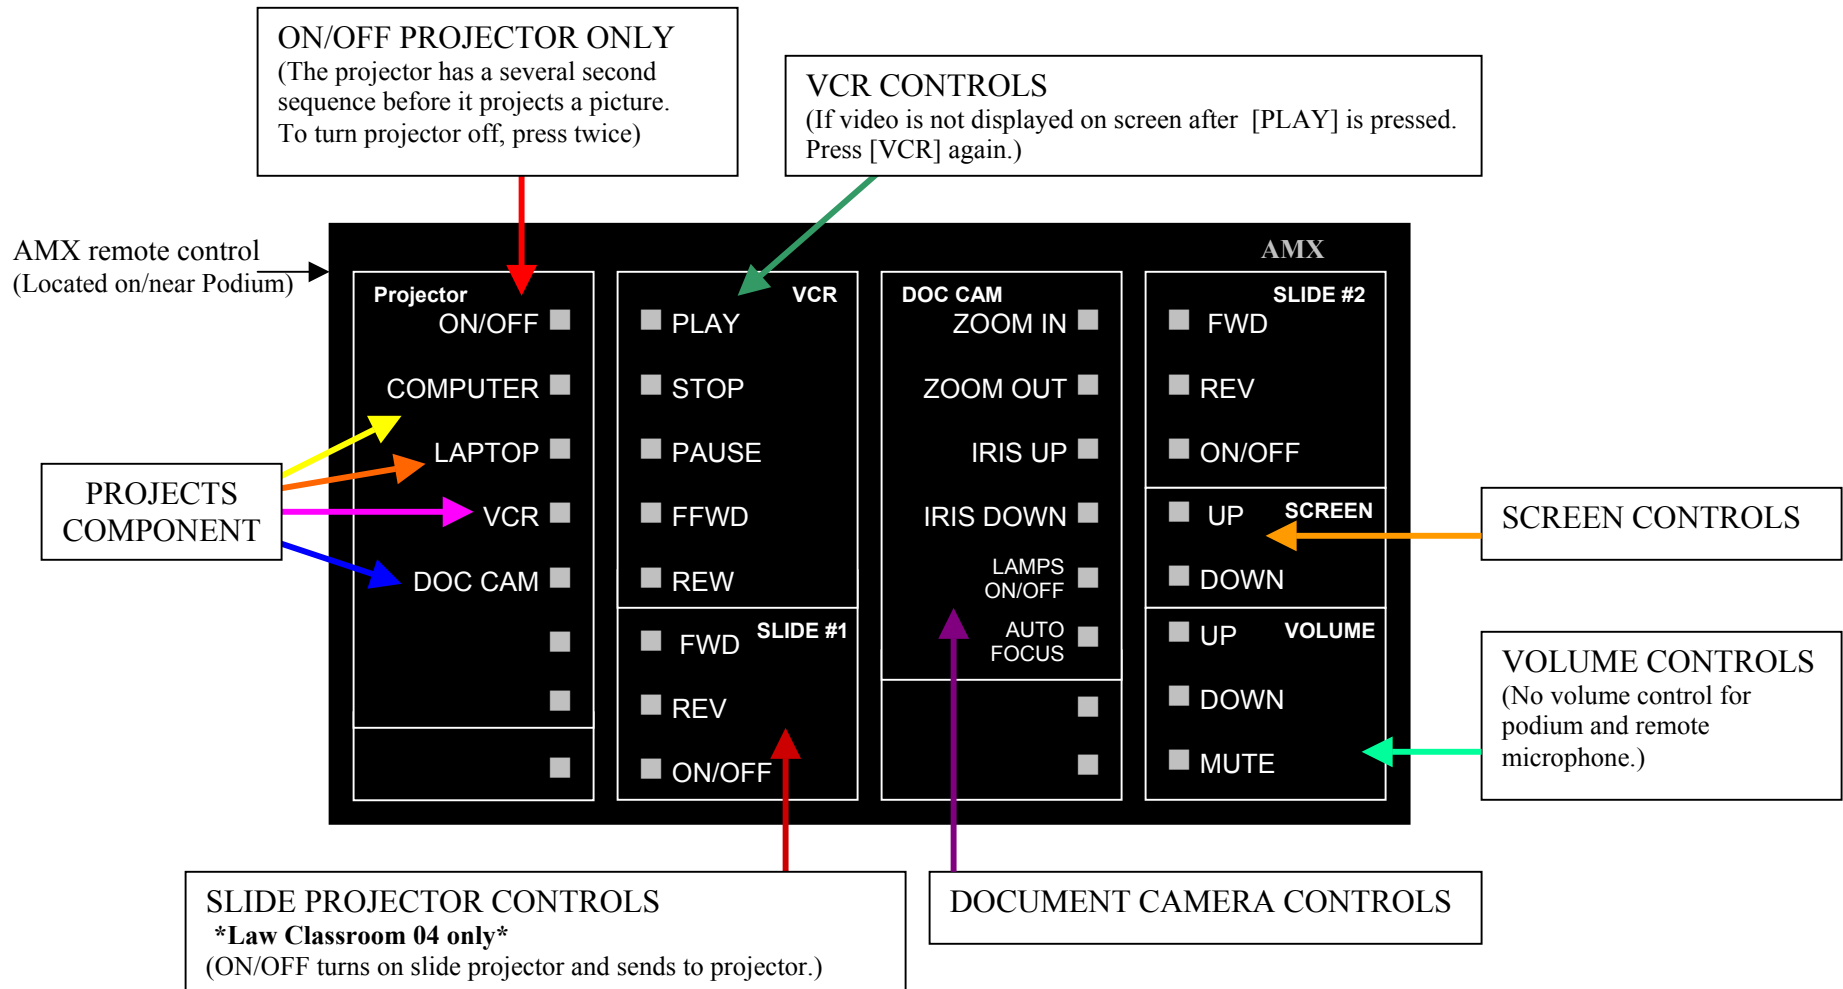 ON/OFF PROJECTOR ONLY
(The projector has a several second
sequence before it projects a picture.
To turn projector off, press twice)
VCR CONTROLS
(If video is not displayed on screen after [PLAY] is pressed.
Press [VCR] again.)
AMX remote control
(Located on/near Podium)
AMX
Projector
ON/OFF
COMPUTER
LAPTOP
VCR
DOC CAM
VCR
PLAY
STOP
PAUSE
FFWD
REW
SLIDE #1
FWD
REV
ON/OFF
DOC CAM
ZOOM IN
ZOOM OUT
IRIS UP
IRIS DOWN
LAMPS
ON/OFF
AUTO
FOCUS
SLIDE #2
FWD
REV
ON/OFF
SCREEN
UP
DOWN
VOLUME
UP
DOWN
MUTE
PROJECTS
COMPONENT
SCREEN CONTROLS
VOLUME CONTROLS
(No volume control for
podium and remote
microphone.)
SLIDE PROJECTOR CONTROLS
*Law Classroom 04 only*
(ON/OFF turns on slide projector and sends to projector.)
DOCUMENT CAMERA CONTROLS